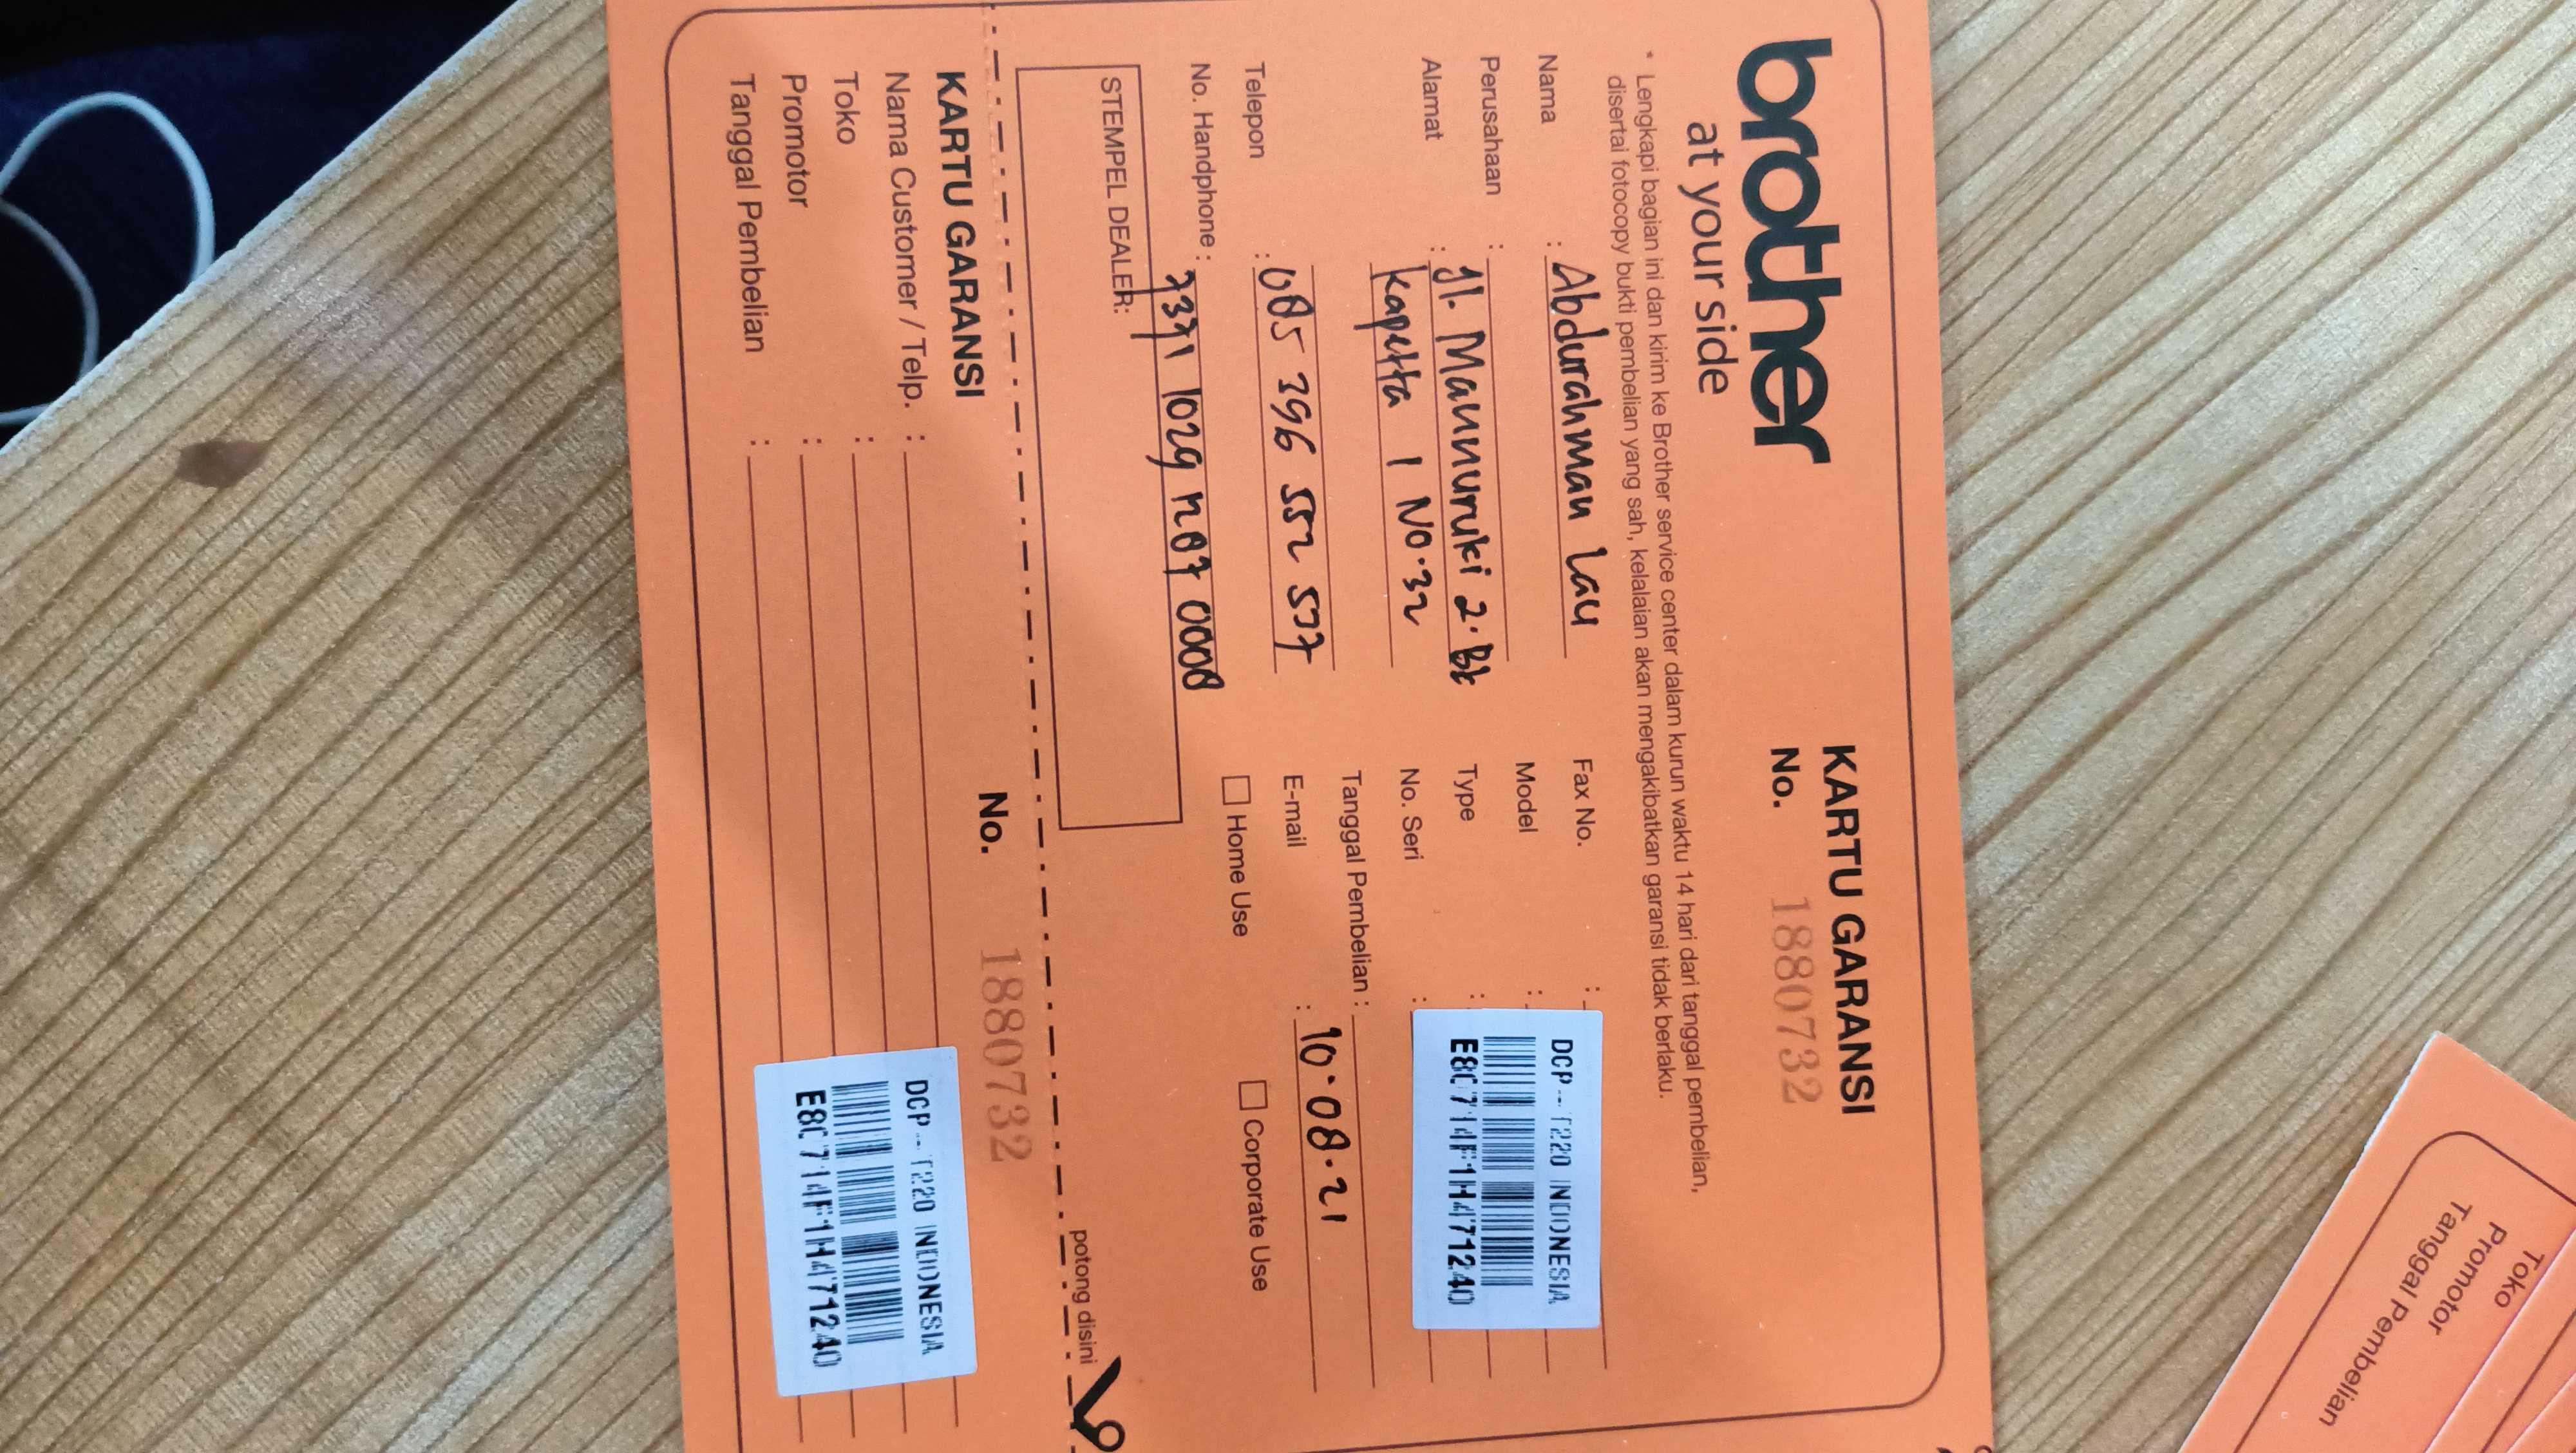 brother
at your side
KARTU GARANSI
No. 1880732
* Lengkapi bagian ini dan kirim ke Brother service center dalam kurun waktu 14 hari dari tanggal pembelian,
disertai fotocopy bukti pembelian yang sah, kelalaian akan mengakibatkan garansi tidak berlaku.
Nama : Abdurahman Lau
Perusahaan :
Alamat : Jl. Mannuruki 2. Bk
Kapetta 1 No. 32
Telepon : 085 396 552 537
No. Handphone : 7371 1029 1207 0008
STEMPEL DEALER:
Fax No. :
Model :
Type :
No. Seri :
DCP-T220 INDONESIA
E8C714F1H471240
Tanggal Pembelian :
E-mail : 10.08.21
Home Use
Corporate Use
potong disini
KARTU GARANSI
No. 1880732
Nama Customer / Telp. :
Toko :
Promotor :
Tanggal Pembelian :
DCP-T220 INDONESIA
E8C714F1H471240
Toko
Promotor
Tanggal Pembelian